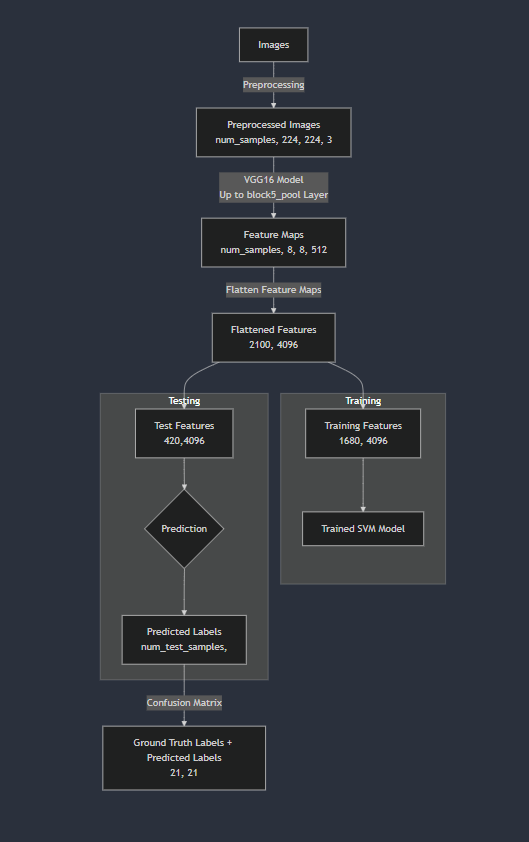 Images
Preprocessing
Preprocessed Images
num_samples, 224, 224, 3
VGG16 Model
Up to block5_pool Layer
Feature Maps
num_samples, 8, 8, 512
Flatten Feature Maps
Flattened Features
2100, 4096
Testing
Test Features
420,4096
Prediction
Predicted Labels
num_test_samples,
Training
Training Features
1680, 4096
Trained SVM Model
Confusion Matrix
Ground Truth Labels +
Predicted Labels
21, 21